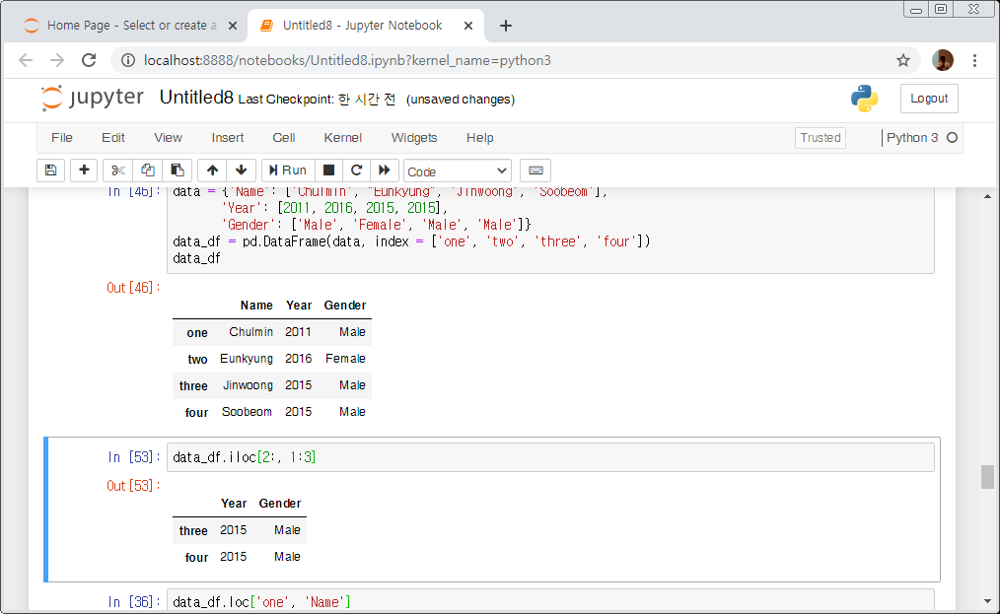 Home Page - Select or create a
Untitled8 - Jupyter Notebook
localhost:8888/notebooks/Untitled8.ipynb?kernel_name=python3
jupyter Untitled8 Last Checkpoint: 한 시간 전 (unsaved changes)
Logout
File Edit View Insert Cell Kernel Widgets Help
Trusted
Python 3
Run
Code
In [46]: data = {'Name': ['Chulmin', "Eunkyung", 'Jinwoong', 'Soobeom'],
'Year': [2011, 2016, 2015, 2015],
'Gender': ['Male', 'Female', 'Male', 'Male']}
data_df = pd.DataFrame(data, index = ['one', 'two', 'three', 'four'])
data_df
Out[46]:
Name Year Gender
one Chulmin 2011 Male
two Eunkyung 2016 Female
three Jinwoong 2015 Male
four Soobeom 2015 Male
In [53]: data_df.iloc[2:, 1:3]
Out[53]:
Year Gender
three 2015 Male
four 2015 Male
In [36]: data_df.loc['one', 'Name']